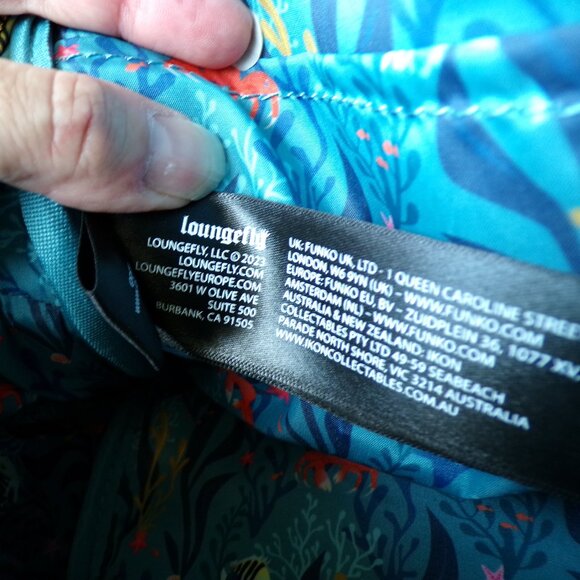 loungefly
LOUNGEFLY, LLC © 2023
LOUNGEFLY.COM
LOUNGEFLYEUROPE.COM
3601 W OLIVE AVE
SUITE 500
BURBANK, CA 91505
UK: FUNKO UK, LTD - 1 QUEEN CAROLINE STREE
LONDON, W6 9YN (UK) - WWW.FUNKO.COM
EUROPE: FUNKO EU, BV - ZUIDPLEIN 36, 1077 XV
AMSTERDAM (NL) - WWW.FUNKO.COM
AUSTRALIA & NEW ZEALAND: IKON
COLLECTABLES PTY LTD 49-59 SEABEACH
PARADE NORTH SHORE, VIC 3214 AUSTRALIA
WWW.IKONCOLLECTABLES.COM.AU